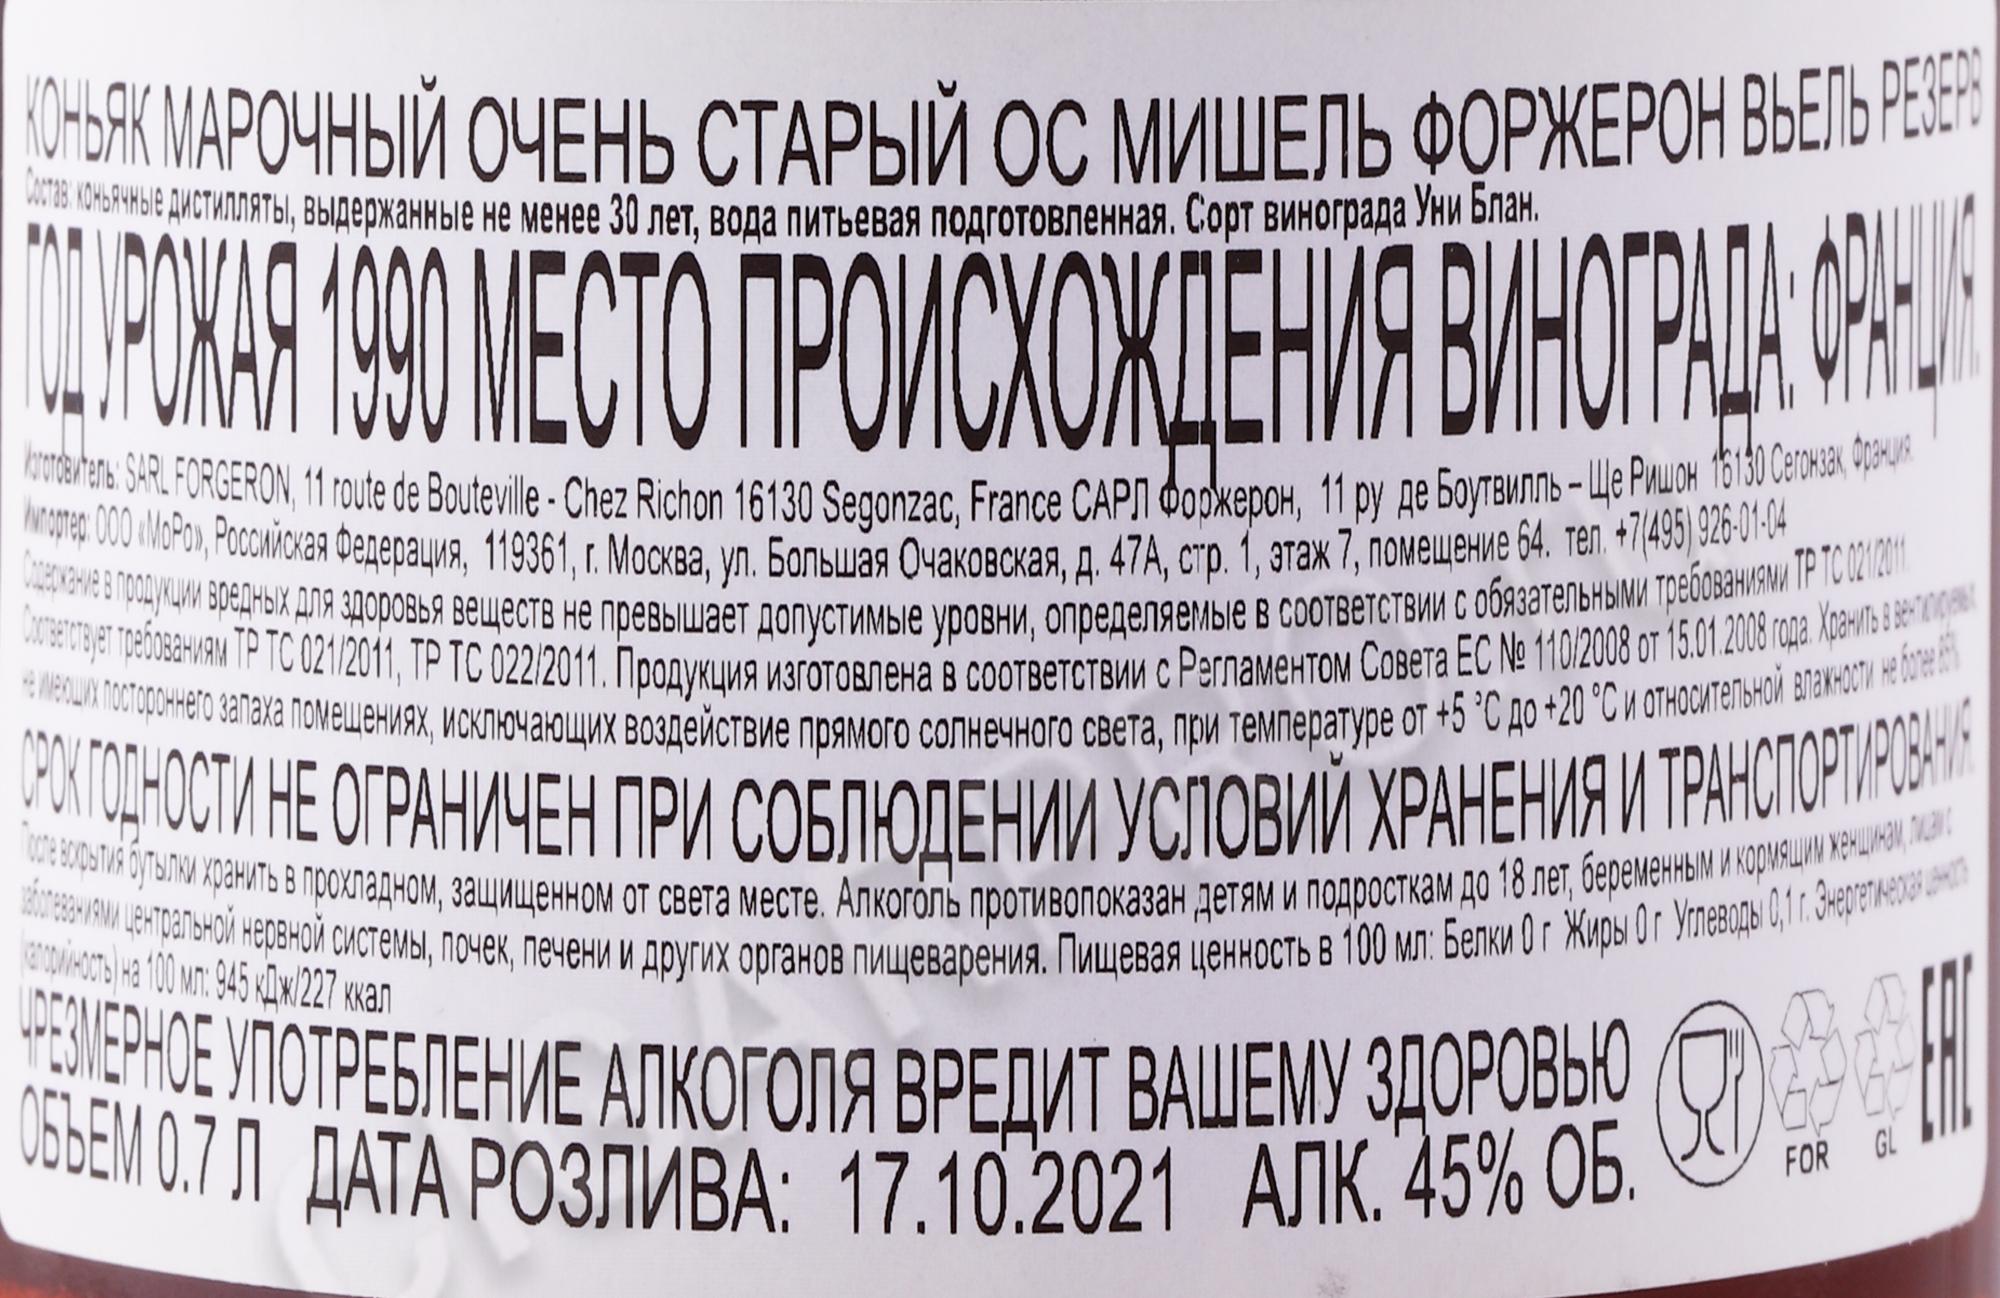 КОНЬЯК МАРОЧНЫЙ ОЧЕНЬ СТАРЫЙ ОС МИШЕЛЬ ФОРЖЕРОН ВЬЕЛЬ РЕЗЕРВ
Состав: коньячные дистилляты, выдержанные не менее 30 лет, вода питьевая подготовленная. Сорт винограда Уни Блан.
ГОД УРОЖАЯ 1990 МЕСТО ПРОИСХОЖДЕНИЯ ВИНОГРАДА: ФРАНЦИЯ.
Изготовитель: SARL FORGERON, 11 route de Bouteville - Chez Richon 16130 Segonzac, France САРЛ Форжерон, 11 ру де Боутвилль – Ще Ришон 16130 Сегонзак, Франция.
Импортер: ООО «МоРо», Российская Федерация, 119361, г. Москва, ул. Большая Очаковская, д. 47А, стр. 1, этаж 7, помещение 64. тел. +7(495) 926-01-04
Содержание в продукции вредных для здоровья веществ не превышает допустимые уровни, определяемые в соответствии с обязательными требованиями ТР ТС 021/2011.
Соответствует требованиям ТР ТС 021/2011, ТР ТС 022/2011. Продукция изготовлена в соответствии с Регламентом Совета ЕС № 110/2008 от 15.01.2008 года. Хранить в вентилируемых,
не имеющих постороннего запаха помещениях, исключающих воздействие прямого солнечного света, при температуре от +5 °С до +20 °С и относительной влажности не более 85%.
СРОК ГОДНОСТИ НЕ ОГРАНИЧЕН ПРИ СОБЛЮДЕНИИ УСЛОВИЙ ХРАНЕНИЯ И ТРАНСПОРТИРОВАНИЯ.
После вскрытия бутылки хранить в прохладном, защищенном от света месте. Алкоголь противопоказан детям и подросткам до 18 лет, беременным и кормящим женщинам, лицам с
заболеваниями центральной нервной системы, почек, печени и других органов пищеварения. Пищевая ценность в 100 мл: Белки 0 г Жиры 0 г Углеводы 0,1 г. Энергетическая ценность
(калорийность) на 100 мл: 945 кДж/227 ккал
ЧРЕЗМЕРНОЕ УПОТРЕБЛЕНИЕ АЛКОГОЛЯ ВРЕДИТ ВАШЕМУ ЗДОРОВЬЮ
ОБЪЕМ 0.7 Л ДАТА РОЗЛИВА: 17.10.2021 АЛК. 45% ОБ.
FOR GL EAC
CIGARPRO.RU